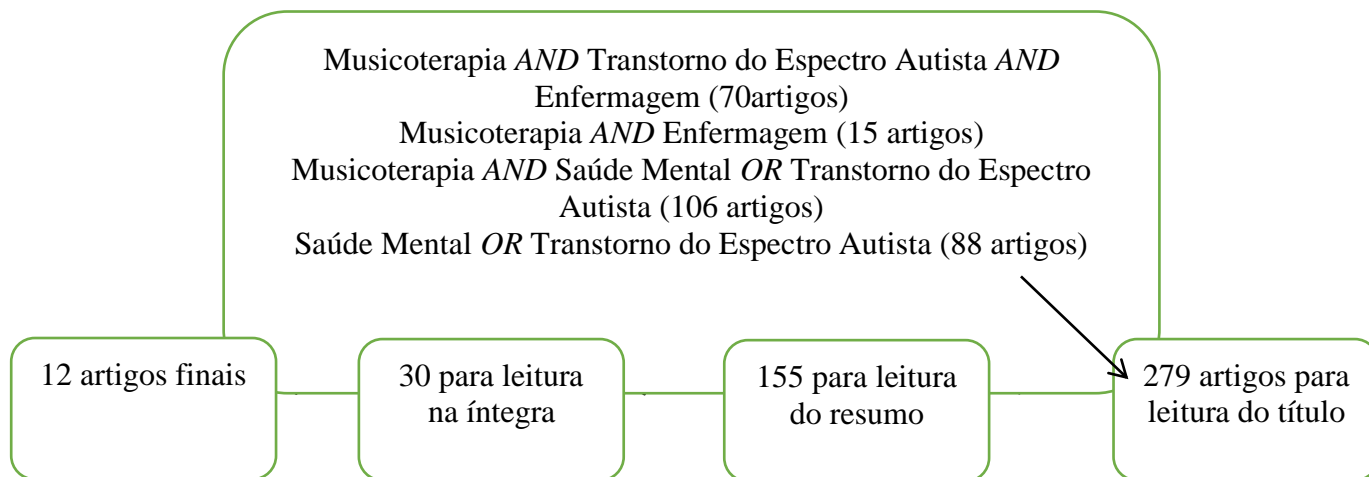 Musicoterapia AND Transtorno do Espectro Autista AND
Enfermagem (70artigos)
Musicoterapia AND Enfermagem (15 artigos)
Musicoterapia AND Saúde Mental OR Transtorno do Espectro
Autista (106 artigos)
Saúde Mental OR Transtorno do Espectro Autista (88 artigos)
12 artigos finais
30 para leitura
na íntegra
155 para leitura
do resumo
279 artigos para
leitura do título